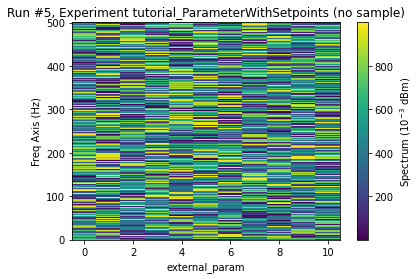 Run #5, Experiment tutorial_ParameterWithSetpoints (no sample)
500
400
300
200
100
0
Freq Axis (Hz)
0 2 4 6 8 10
external_param
800
600
400
200
Spectrum (10⁻³ dBm)